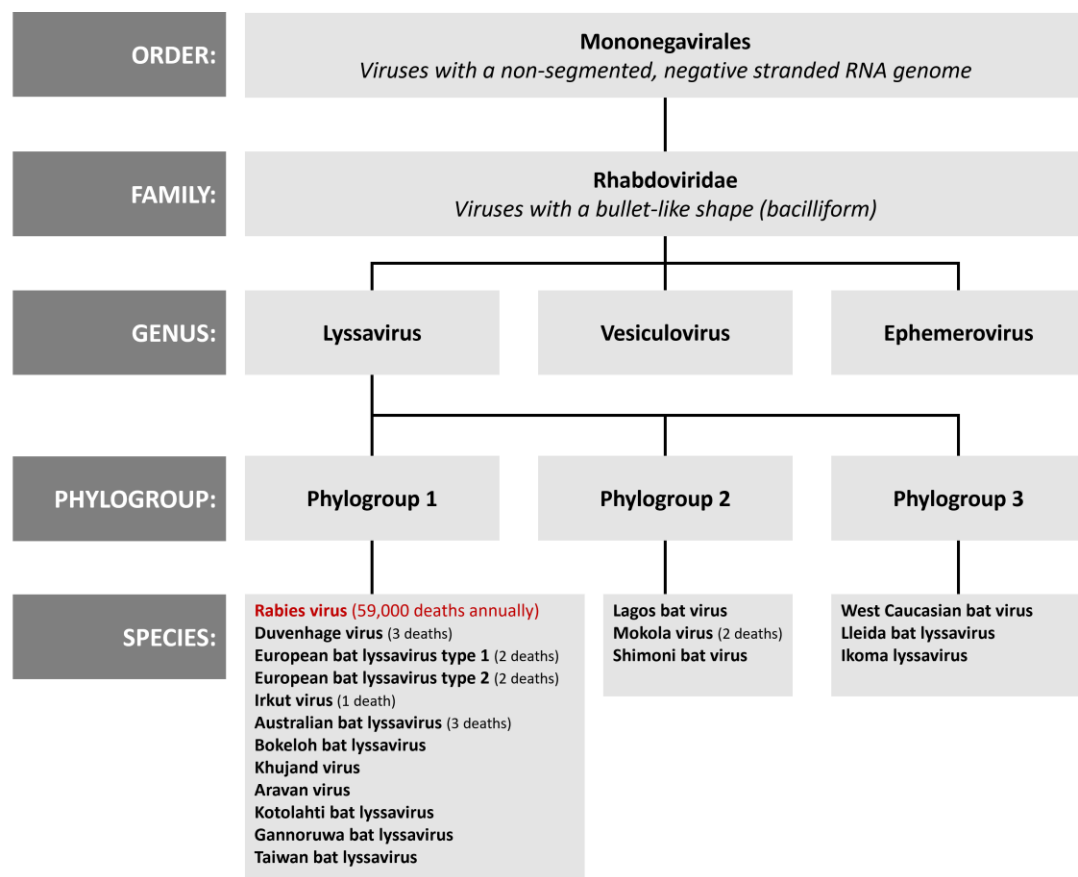 ORDER:
Mononegavirales
Viruses with a non-segmented, negative stranded RNA genome
FAMILY:
Rhabdoviridae
Viruses with a bullet-like shape (bacilliform)
GENUS:
Lyssavirus
Vesiculovirus
Ephemerovirus
PHYLOGROUP:
Phylogroup 1
Phylogroup 2
Phylogroup 3
SPECIES:
Rabies virus (59,000 deaths annually)
Duvenhage virus (3 deaths)
European bat lyssavirus type 1 (2 deaths)
European bat lyssavirus type 2 (2 deaths)
Irkut virus (1 death)
Australian bat lyssavirus (3 deaths)
Bokeloh bat lyssavirus
Khujand virus
Aravan virus
Kotolahti bat lyssavirus
Gannoruwa bat lyssavirus
Taiwan bat lyssavirus
Lagos bat virus
Mokola virus (2 deaths)
Shimoni bat virus
West Caucasian bat virus
Lleida bat lyssavirus
Ikoma lyssavirus